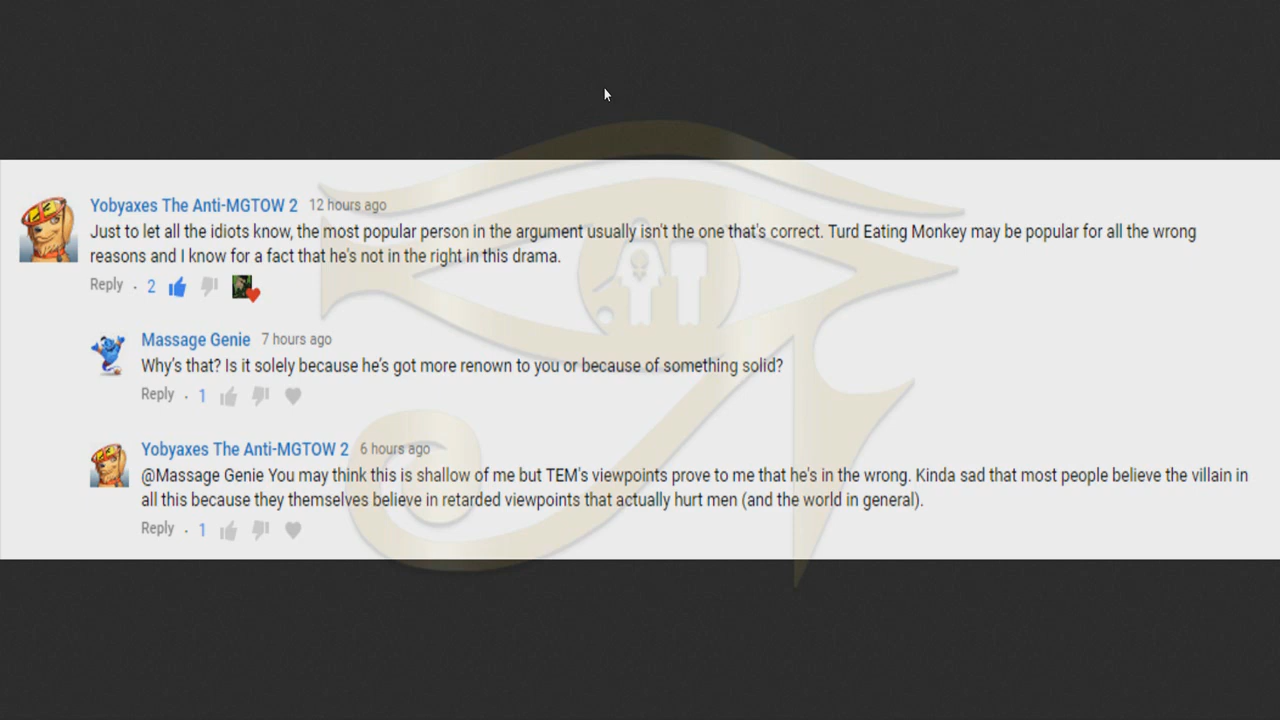 Yobyaxes The Anti-MGTOW 2 12 hours ago
Just to let all the idiots know, the most popular person in the argument usually isn't the one that's correct. Turd Eating Monkey may be popular for all the wrong
reasons and I know for a fact that he's not in the right in this drama.
Reply · 2
Massage Genie 7 hours ago
Why's that? Is it solely because he's got more renown to you or because of something solid?
Reply · 1
Yobyaxes The Anti-MGTOW 2 6 hours ago
@Massage Genie You may think this is shallow of me but TEM's viewpoints prove to me that he's in the wrong. Kinda sad that most people believe the villain in
all this because they themselves believe in retarded viewpoints that actually hurt men (and the world in general).
Reply · 1